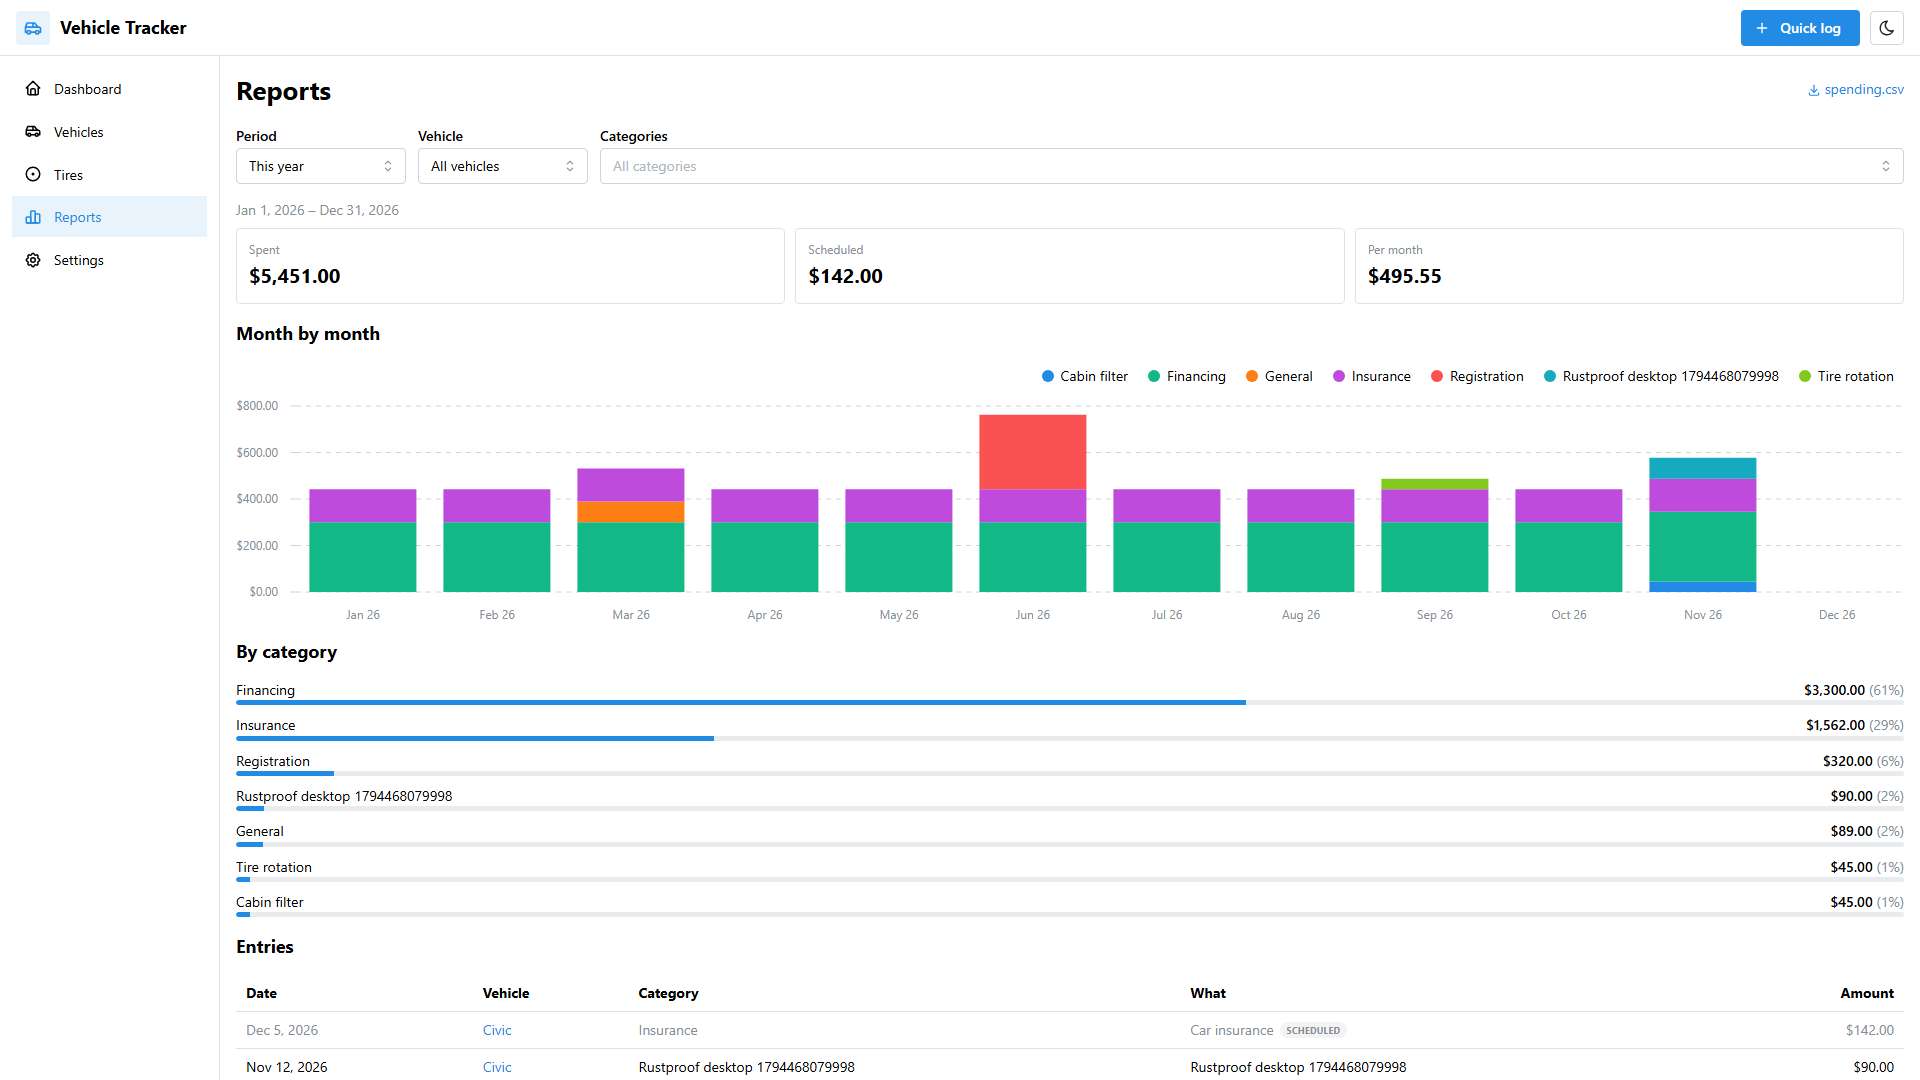 Vehicle Tracker
Quick log
Dashboard
Vehicles
Tires
Reports
Settings
Reports
spending.csv
Period
Vehicle
Categories
This year
All vehicles
All categories
Jan 1, 2026 – Dec 31, 2026
Spent
$5,451.00
Scheduled
$142.00
Per month
$495.55
Month by month
Cabin filter
Financing
General
Insurance
Registration
Rustproof desktop 1794468079998
Tire rotation
$800.00
$600.00
$400.00
$200.00
$0.00
Jan 26
Feb 26
Mar 26
Apr 26
May 26
Jun 26
Jul 26
Aug 26
Sep 26
Oct 26
Nov 26
Dec 26
By category
Financing $3,300.00 (61%)
Insurance $1,562.00 (29%)
Registration $320.00 (6%)
Rustproof desktop 1794468079998 $90.00 (2%)
General $89.00 (2%)
Tire rotation $45.00 (1%)
Cabin filter $45.00 (1%)
Entries
Date Vehicle Category What Amount
Dec 5, 2026 Civic Insurance Car insurance SCHEDULED $142.00
Nov 12, 2026 Civic Rustproof desktop 1794468079998 Rustproof desktop 1794468079998 $90.00